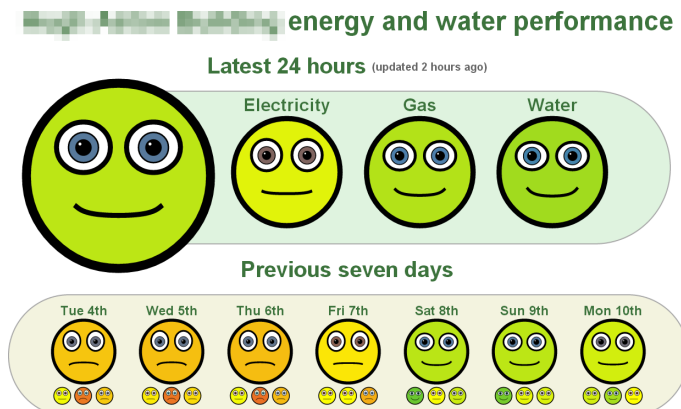 energy and water performance
Latest 24 hours (updated 2 hours ago)
Electricity Gas Water
Previous seven days
Tue 4th Wed 5th Thu 6th Fri 7th Sat 8th Sun 9th Mon 10th